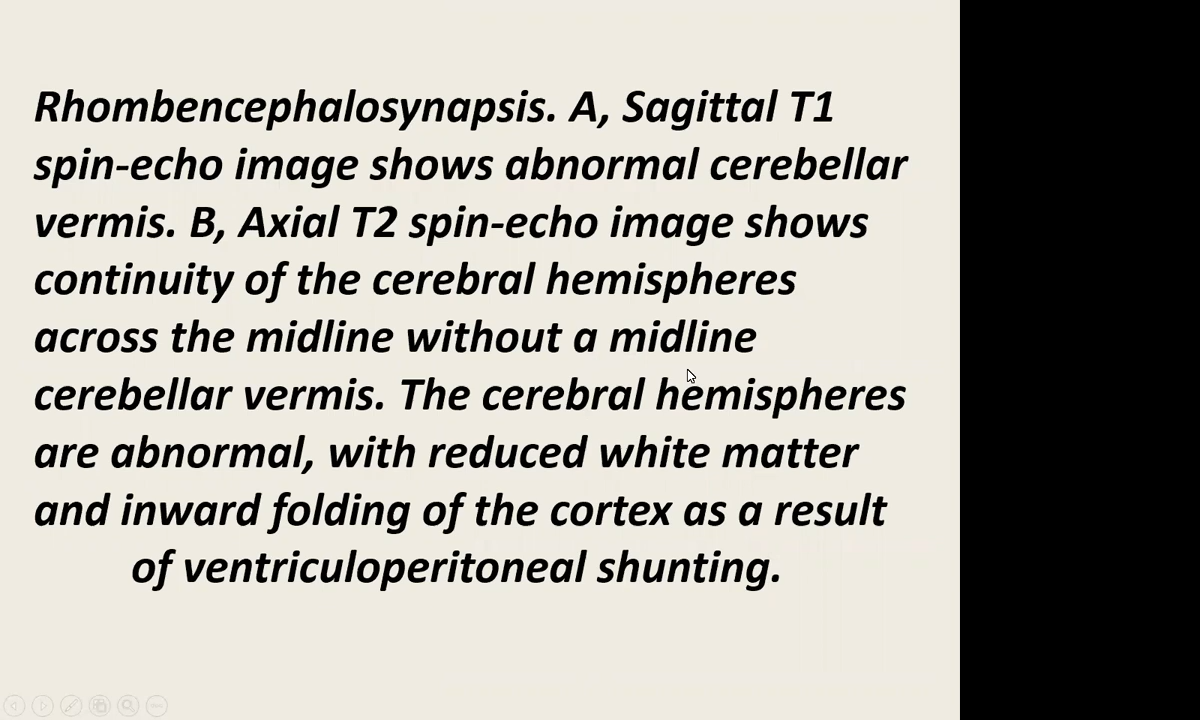 Rhombencephalosynapsis. A, Sagittal T1
spin-echo image shows abnormal cerebellar
vermis. B, Axial T2 spin-echo image shows
continuity of the cerebral hemispheres
across the midline without a midline
cerebellar vermis. The cerebral hemispheres
are abnormal, with reduced white matter
and inward folding of the cortex as a result
of ventriculoperitoneal shunting.